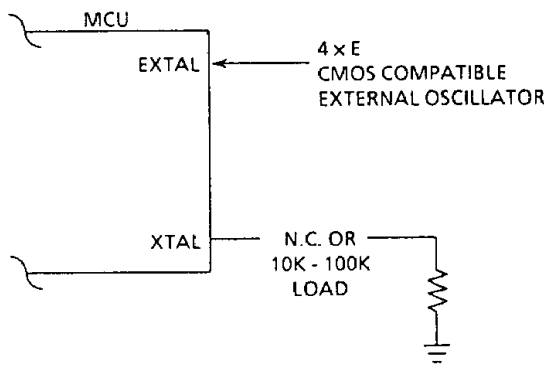 MCU
EXTAL
4 x E
CMOS COMPATIBLE
EXTERNAL OSCILLATOR
XTAL
N.C. OR
10K - 100K
LOAD